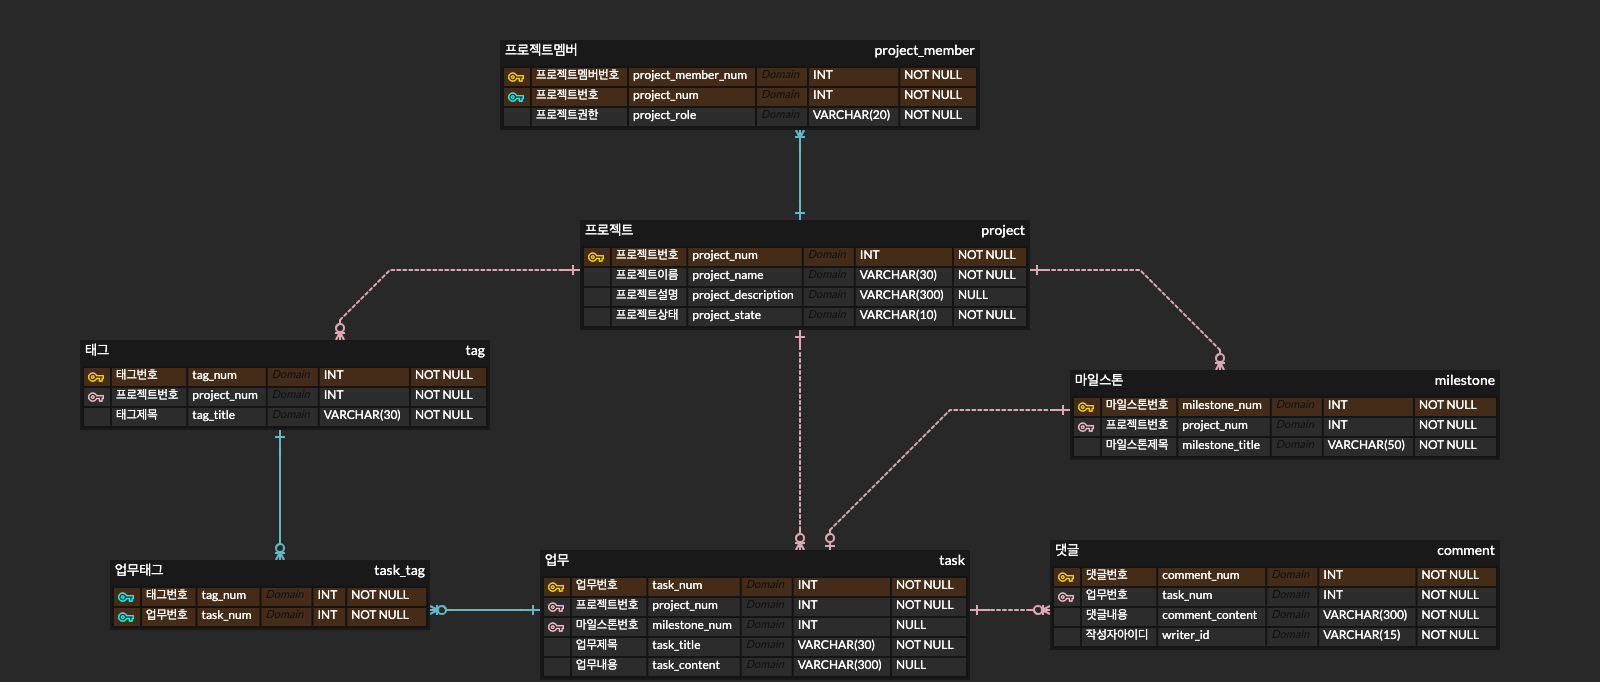 프로젝트멤버 project_member
프로젝트멤버번호 project_member_num Domain INT NOT NULL
프로젝트번호 project_num Domain INT NOT NULL
프로젝트권한 project_role Domain VARCHAR(20) NOT NULL
프로젝트 project
프로젝트번호 project_num Domain INT NOT NULL
프로젝트이름 project_name Domain VARCHAR(30) NOT NULL
프로젝트설명 project_description Domain VARCHAR(300) NULL
프로젝트상태 project_state Domain VARCHAR(10) NOT NULL
태그 tag
태그번호 tag_num Domain INT NOT NULL
프로젝트번호 project_num Domain INT NOT NULL
태그제목 tag_title Domain VARCHAR(30) NOT NULL
마일스톤 milestone
마일스톤번호 milestone_num Domain INT NOT NULL
프로젝트번호 project_num Domain INT NOT NULL
마일스톤제목 milestone_title Domain VARCHAR(50) NOT NULL
업무태그 task_tag
태그번호 tag_num Domain INT NOT NULL
업무번호 task_num Domain INT NOT NULL
업무 task
업무번호 task_num Domain INT NOT NULL
프로젝트번호 project_num Domain INT NOT NULL
마일스톤번호 milestone_num Domain INT NULL
업무제목 task_title Domain VARCHAR(30) NOT NULL
업무내용 task_content Domain VARCHAR(300) NULL
댓글 comment
댓글번호 comment_num Domain INT NOT NULL
업무번호 task_num Domain INT NOT NULL
댓글내용 comment_content Domain VARCHAR(300) NOT NULL
작성자아이디 writer_id Domain VARCHAR(15) NOT NULL